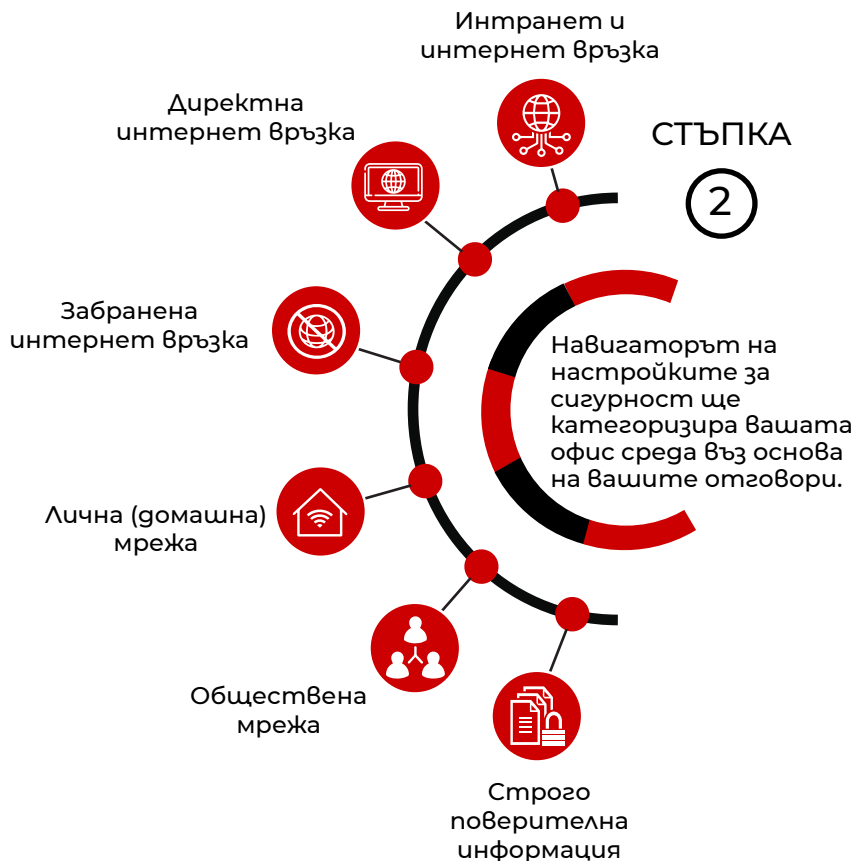 СТЪПКА
2
Навигаторът на
настройките за
сигурност ще
категоризира вашата
офис среда въз основа
на вашите отговори.
Интранет и
интернет връзка
Директна
интернет връзка
Забранена
интернет връзка
Лична (домашна)
мрежа
Обществена
мрежа
Строго
поверителна
информация